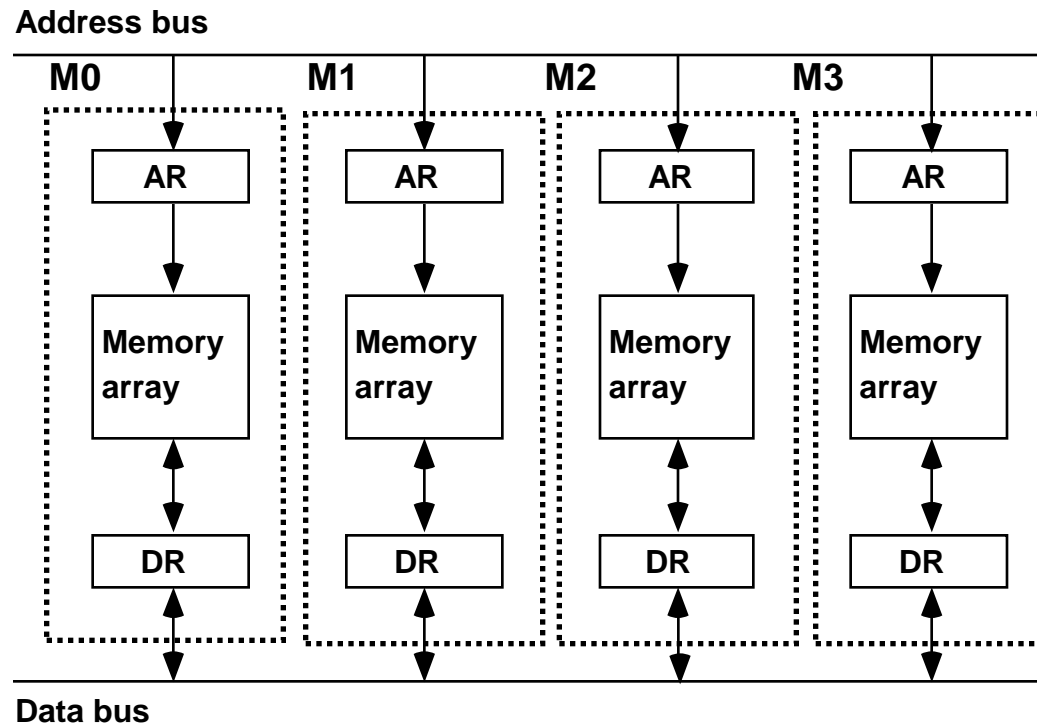 Address bus
M0 M1 M2 M3
AR AR AR AR
Memory Memory Memory Memory
array array array array
DR DR DR DR
Data bus